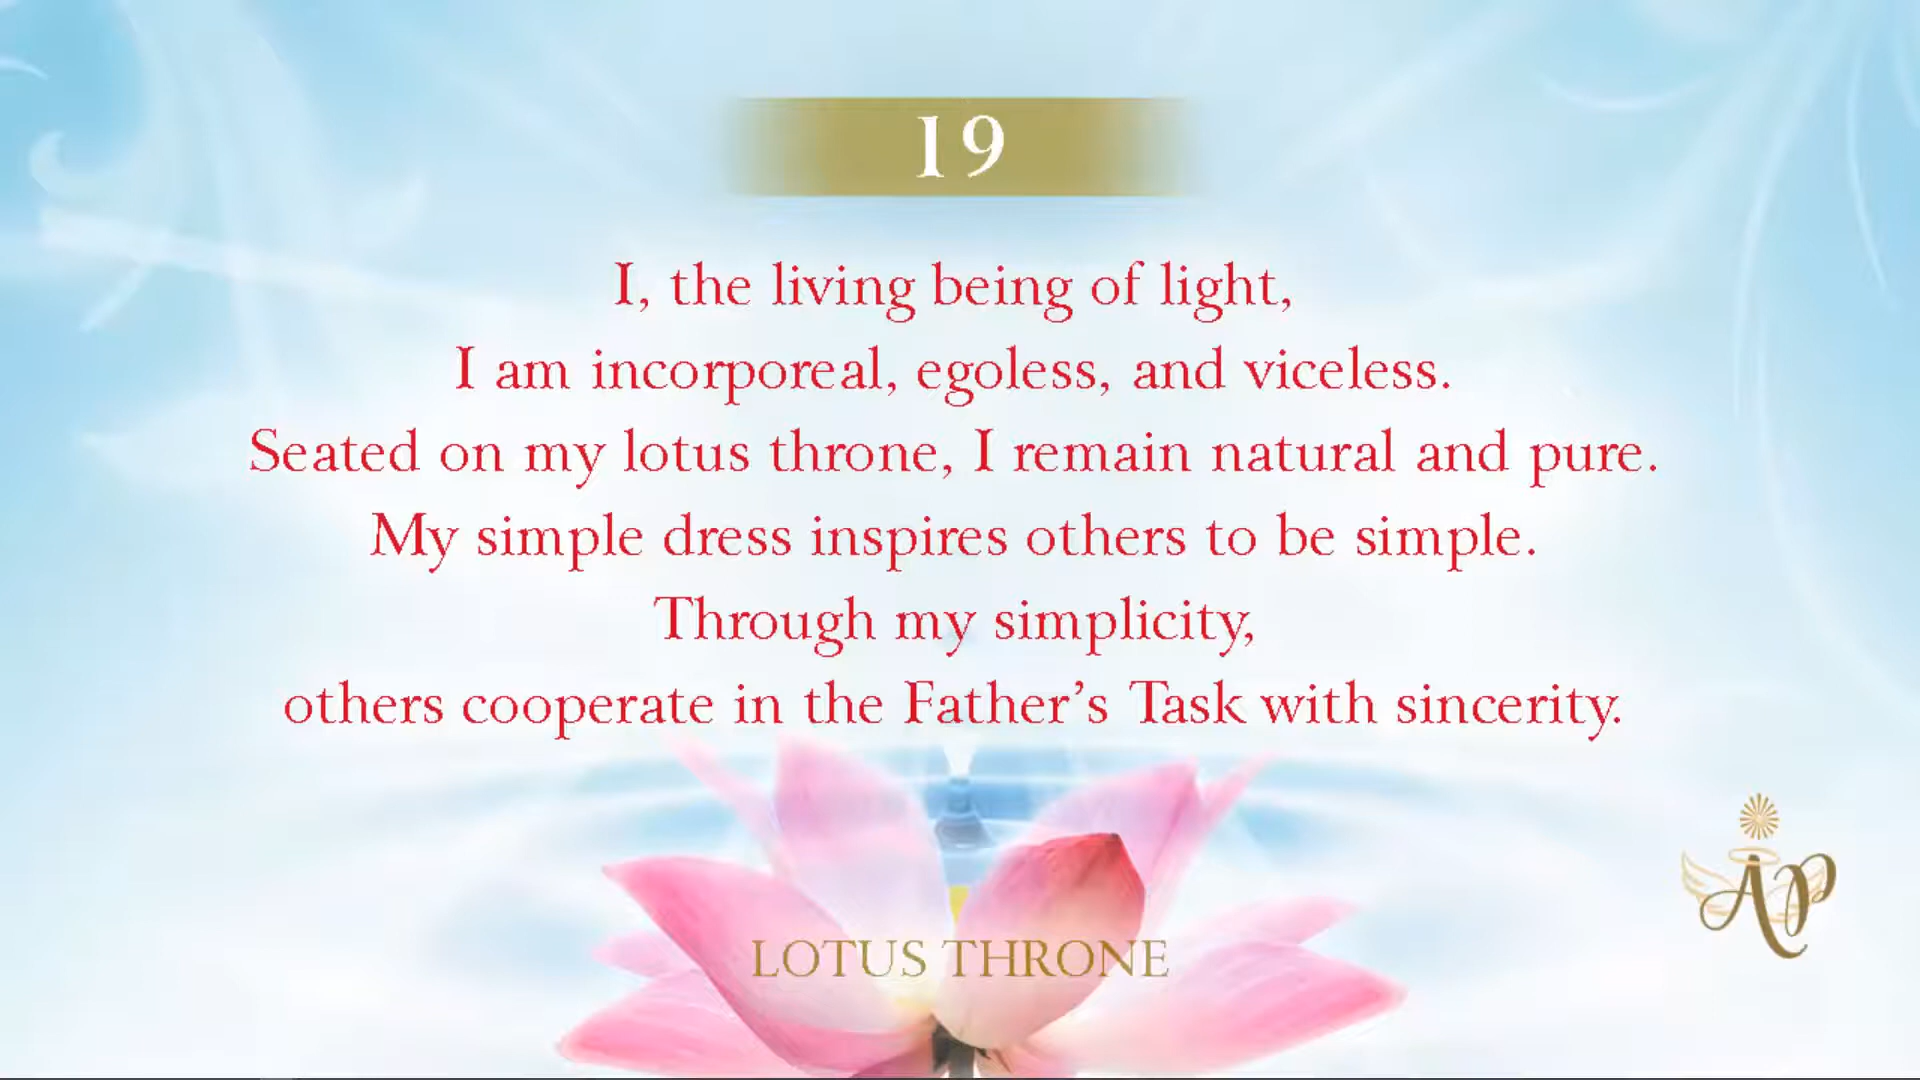 19
I, the living being of light,
I am incorporeal, egoless, and viceless.
Seated on my lotus throne, I remain natural and pure.
My simple dress inspires others to be simple.
Through my simplicity,
others cooperate in the Father’s Task with sincerity.
LOTUS THRONE
AP